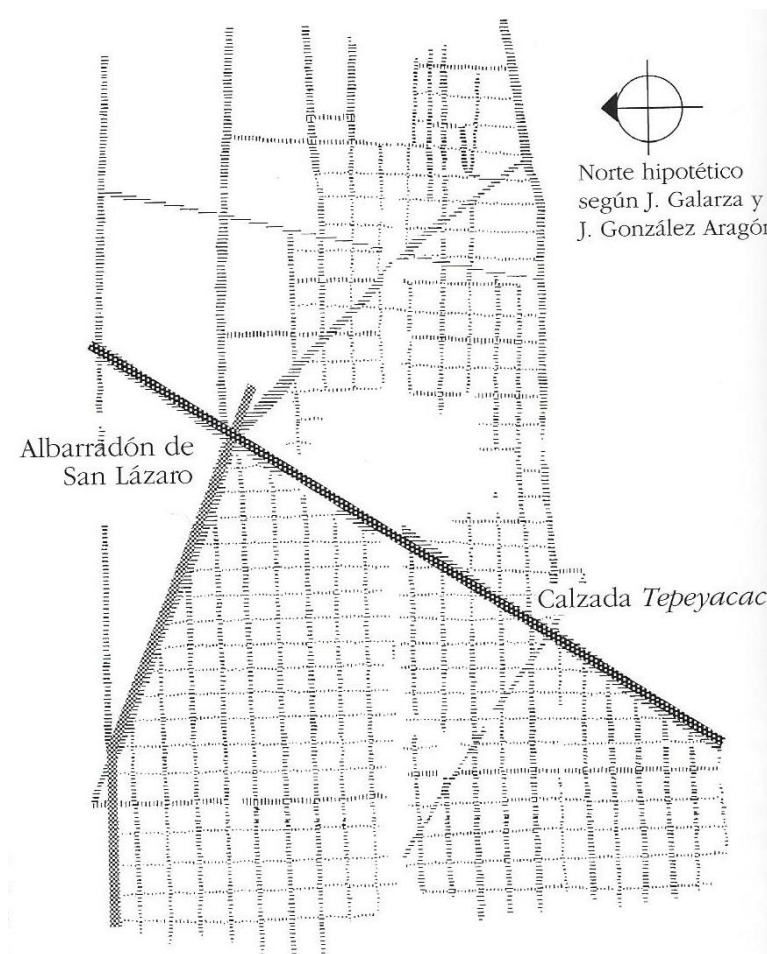 Norte hipotético
según J. Galarza y
J. González Aragón
Albarradón de
San Lázaro
Calzada Tepeyacac